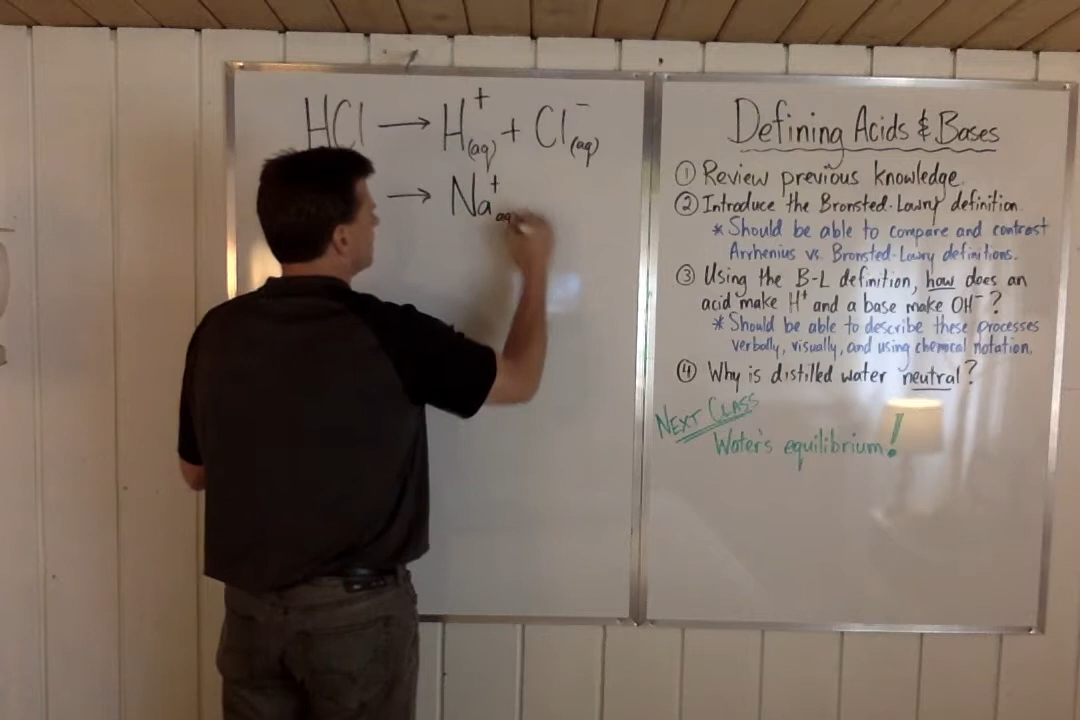 HCl → H⁺(aq) + Cl⁻(aq)
→ Na⁺aq
Defining Acids & Bases
① Review previous knowledge.
② Introduce the Bronsted-Lowry definition.
* Should be able to compare and contrast
Arrhenius vs. Bronsted-Lowry definitions.
③ Using the B-L definition, how does an
acid make H⁺ and a base make OH⁻?
* Should be able to describe these processes
verbally, visually, and using chemical notation.
④ Why is distilled water neutral?
NEXT CLASS
Water's equilibrium!